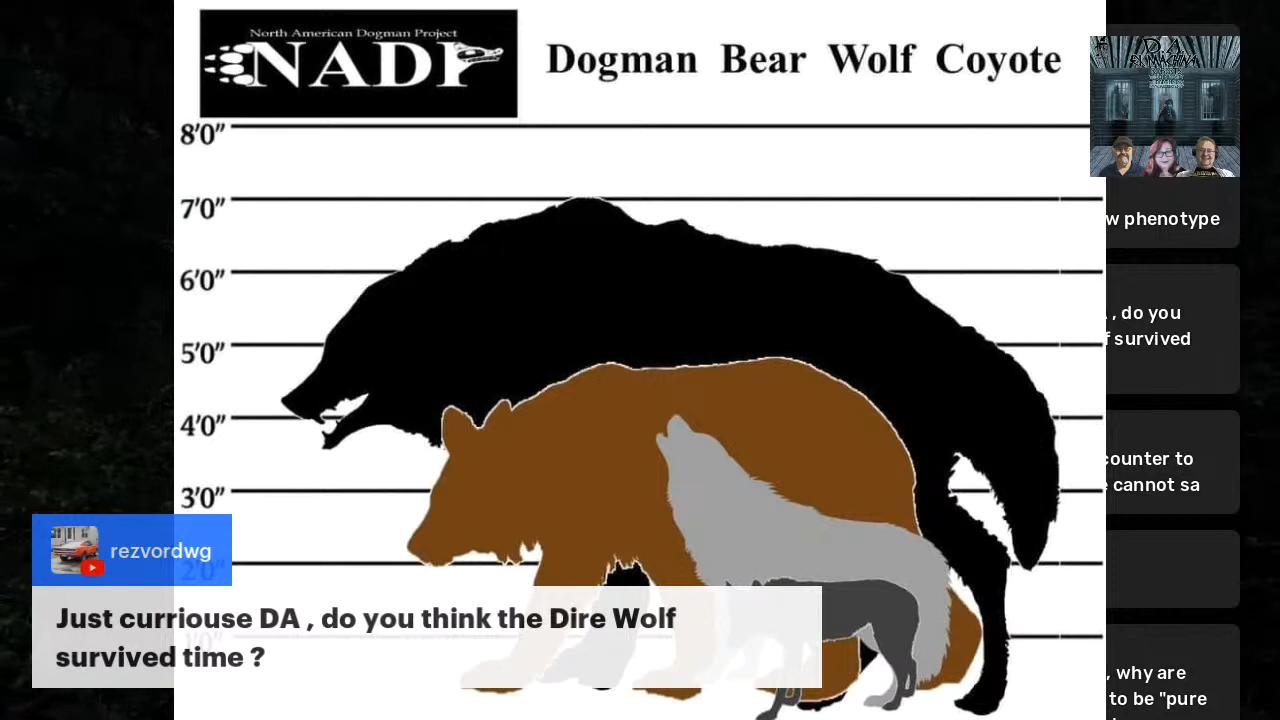 North American Dogman Project
NADP
Dogman Bear Wolf Coyote
8'0"
7'0"
6'0"
5'0"
4'0"
3'0"
2'0"
1'0"
rezvordwg
Just curriouse DA , do you think the Dire Wolf
survived time ?
w phenotype
, do you
f survived
counter to
cannot sa
, why are
to be "pure